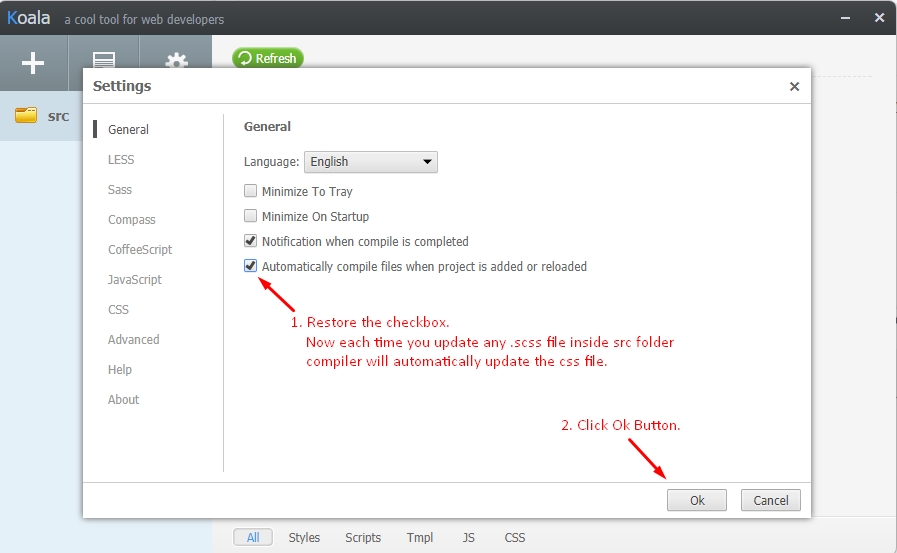 Koala a cool tool for web developers
Refresh
src
Settings
General
LESS
Sass
Compass
CoffeeScript
JavaScript
CSS
Advanced
Help
About
General
Language: English
Minimize To Tray
Minimize On Startup
Notification when compile is completed
Automatically compile files when project is added or reloaded
1. Restore the checkbox.
Now each time you update any .scss file inside src folder
compiler will automatically update the css file.
2. Click Ok Button.
Ok Cancel
All Styles Scripts Tmpl JS CSS